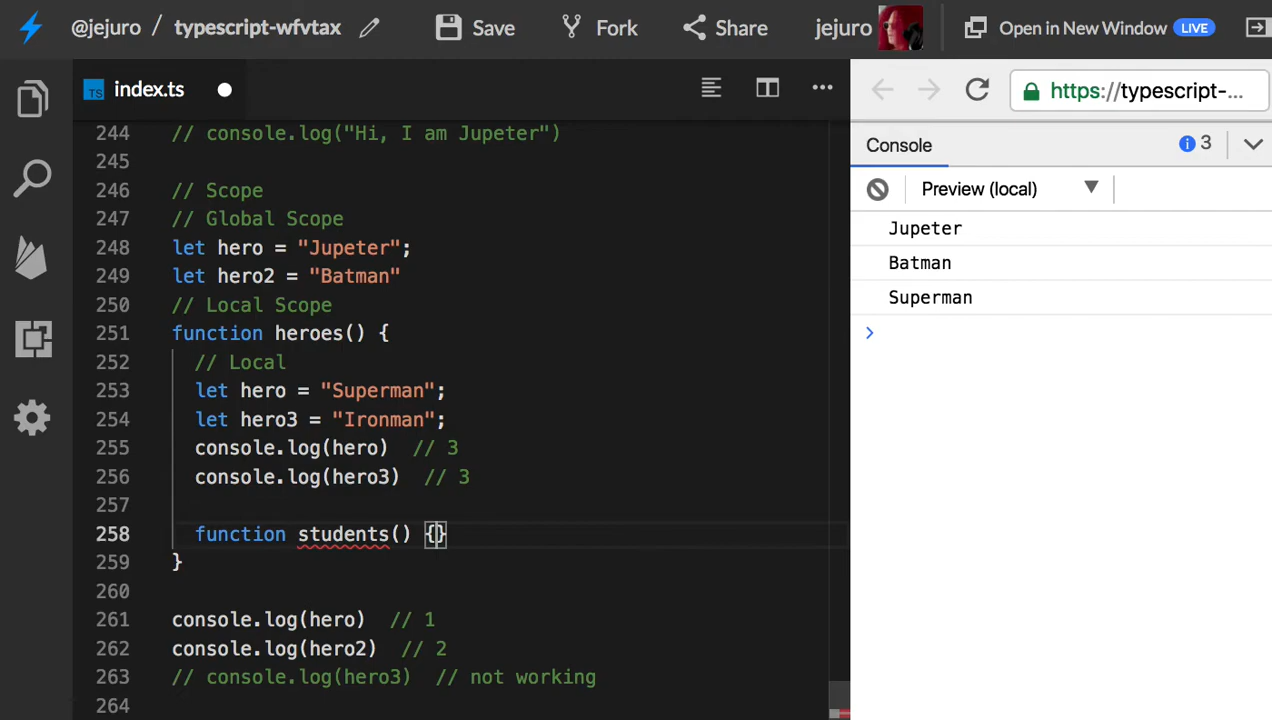 @jejuro / typescript-wfvtax Save Fork Share jejuro Open in New Window LIVE
TS index.ts
https://typescript-...
Console 3
Preview (local)
Jupeter
Batman
Superman
>
244 // console.log("Hi, I am Jupeter")
245
246 // Scope
247 // Global Scope
248 let hero = "Jupeter";
249 let hero2 = "Batman"
250 // Local Scope
251 function heroes() {
252 // Local
253 let hero = "Superman";
254 let hero3 = "Ironman";
255 console.log(hero) // 3
256 console.log(hero3) // 3
257
258 function students() {}
259 }
260
261 console.log(hero) // 1
262 console.log(hero2) // 2
263 // console.log(hero3) // not working
264